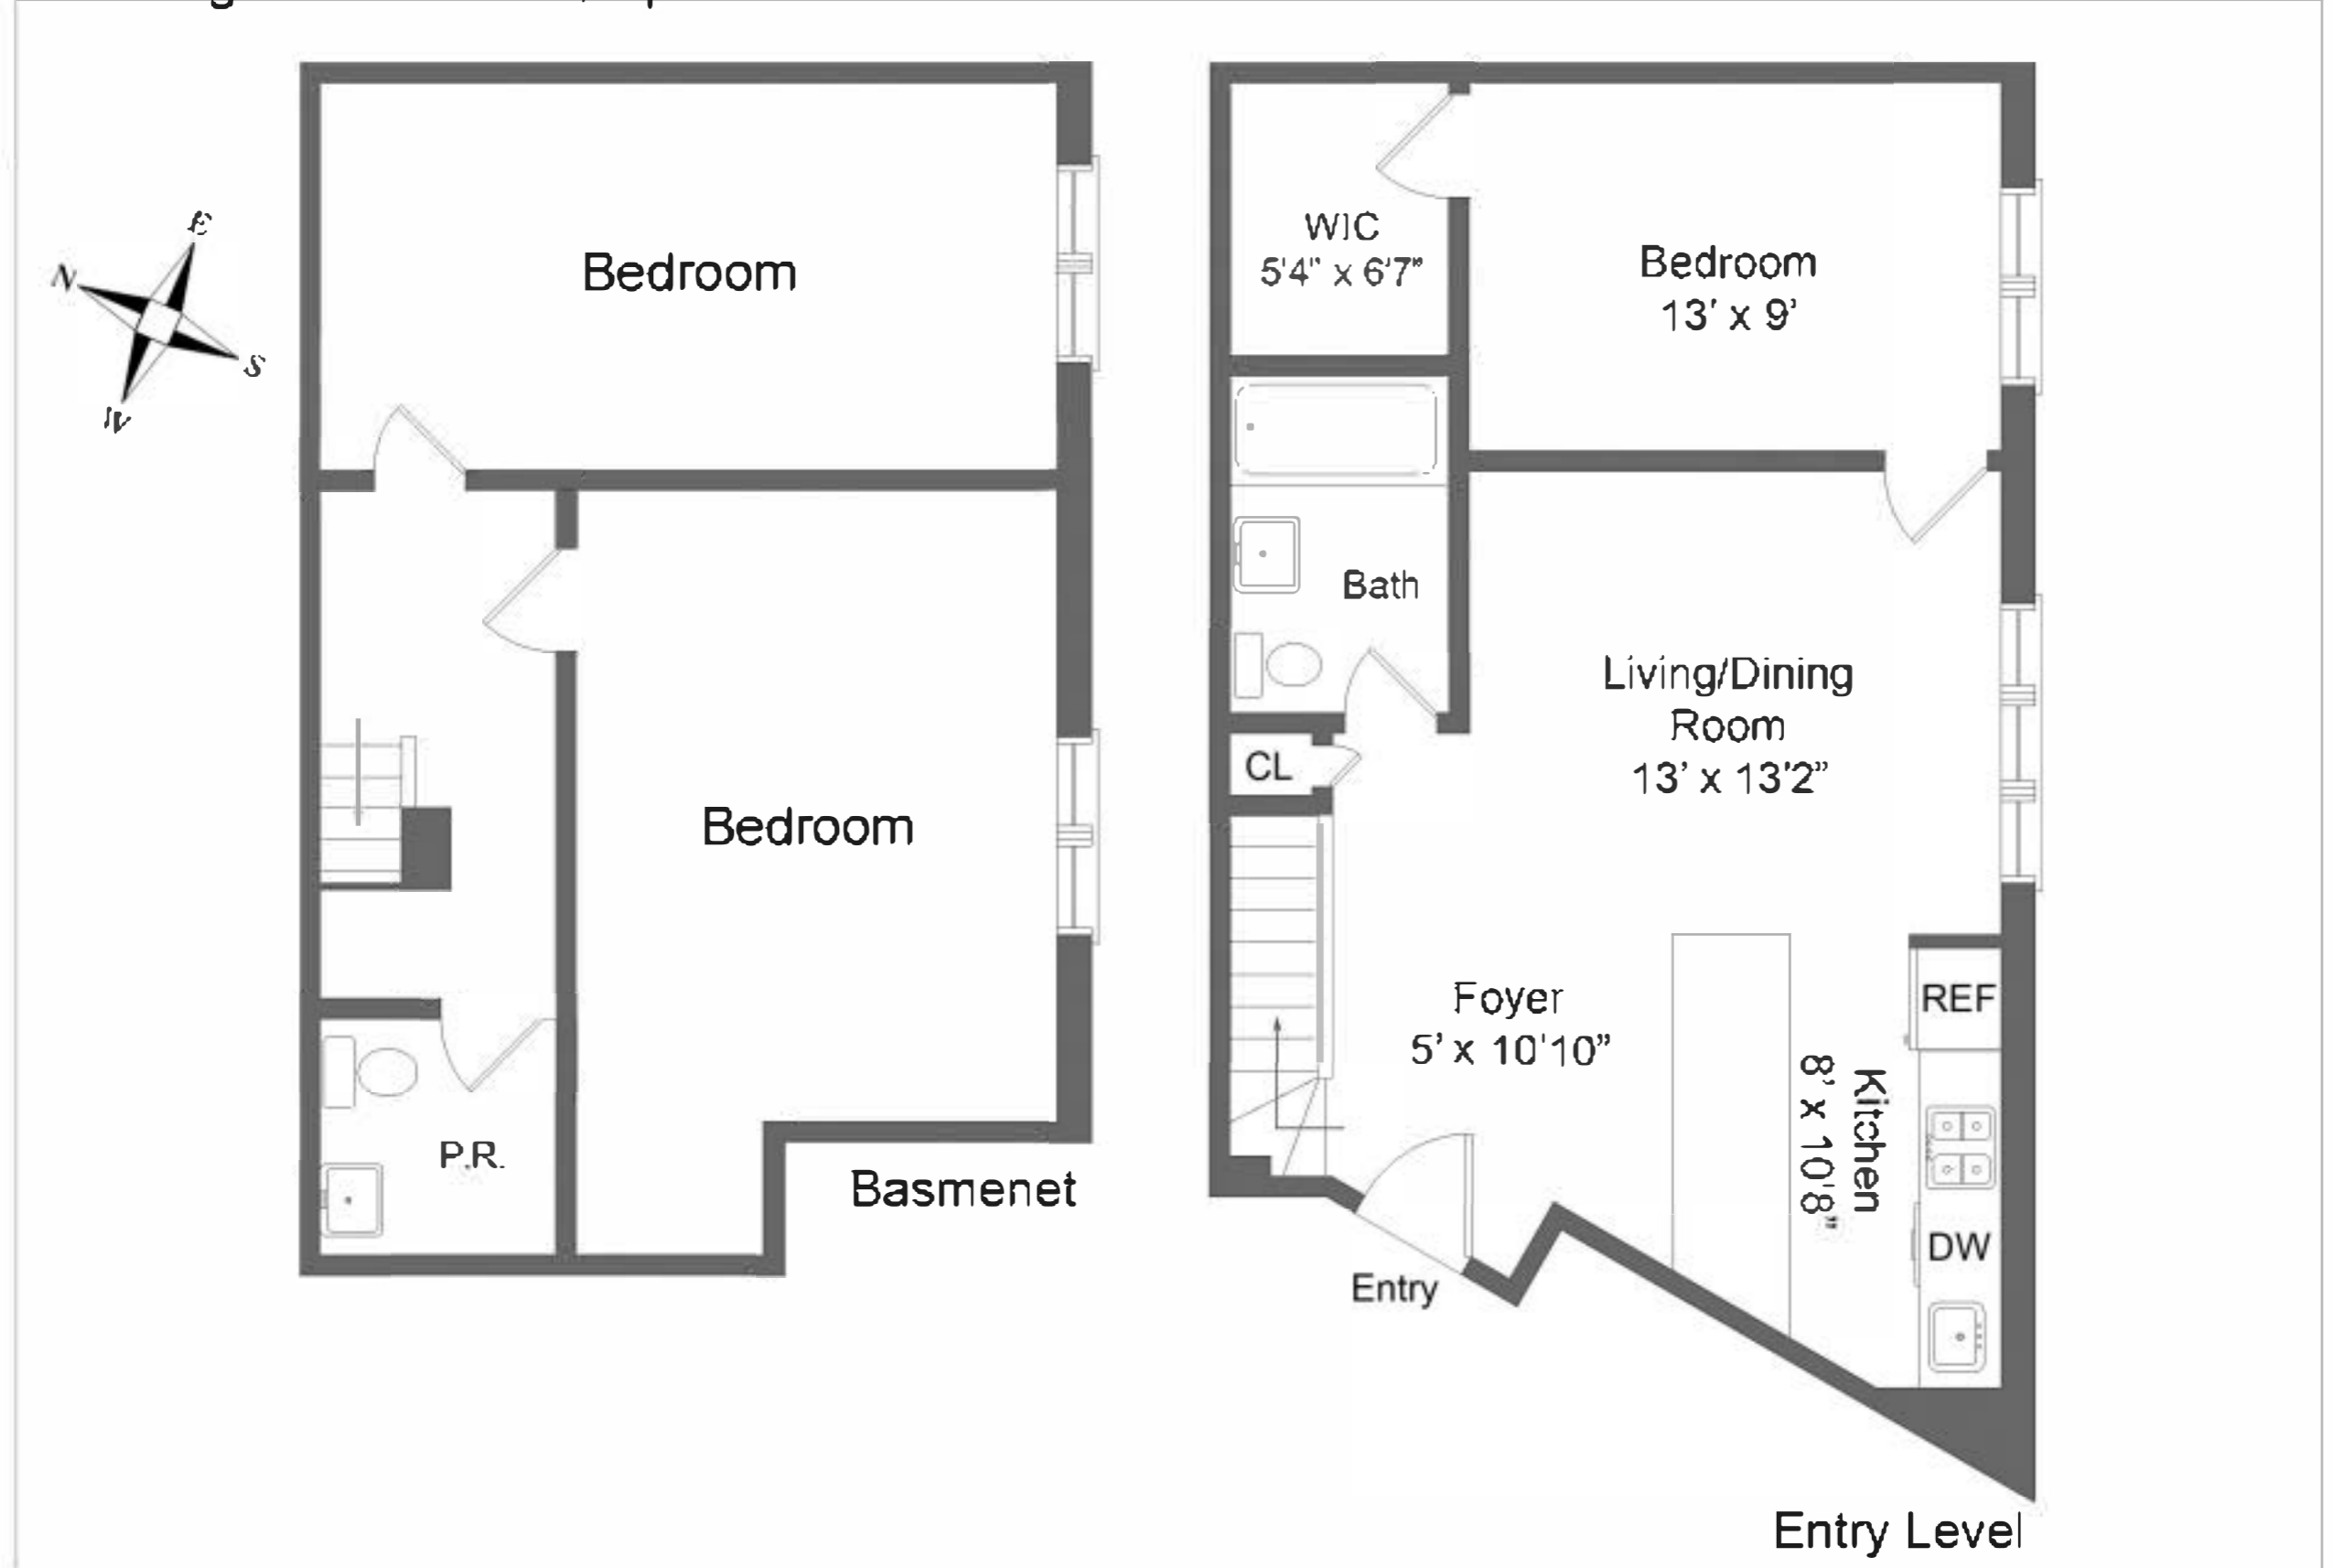 E
N
S
W
Bedroom
Bedroom
P.R.
Basmenet
WIC
5'4" x 6'7"
Bedroom
13' x 9'
Bath
Living/Dining
Room
13' x 13'2"
CL
Foyer
5' x 10'10"
REF
Kitchen
8' x 10'8"
DW
Entry
Entry Level